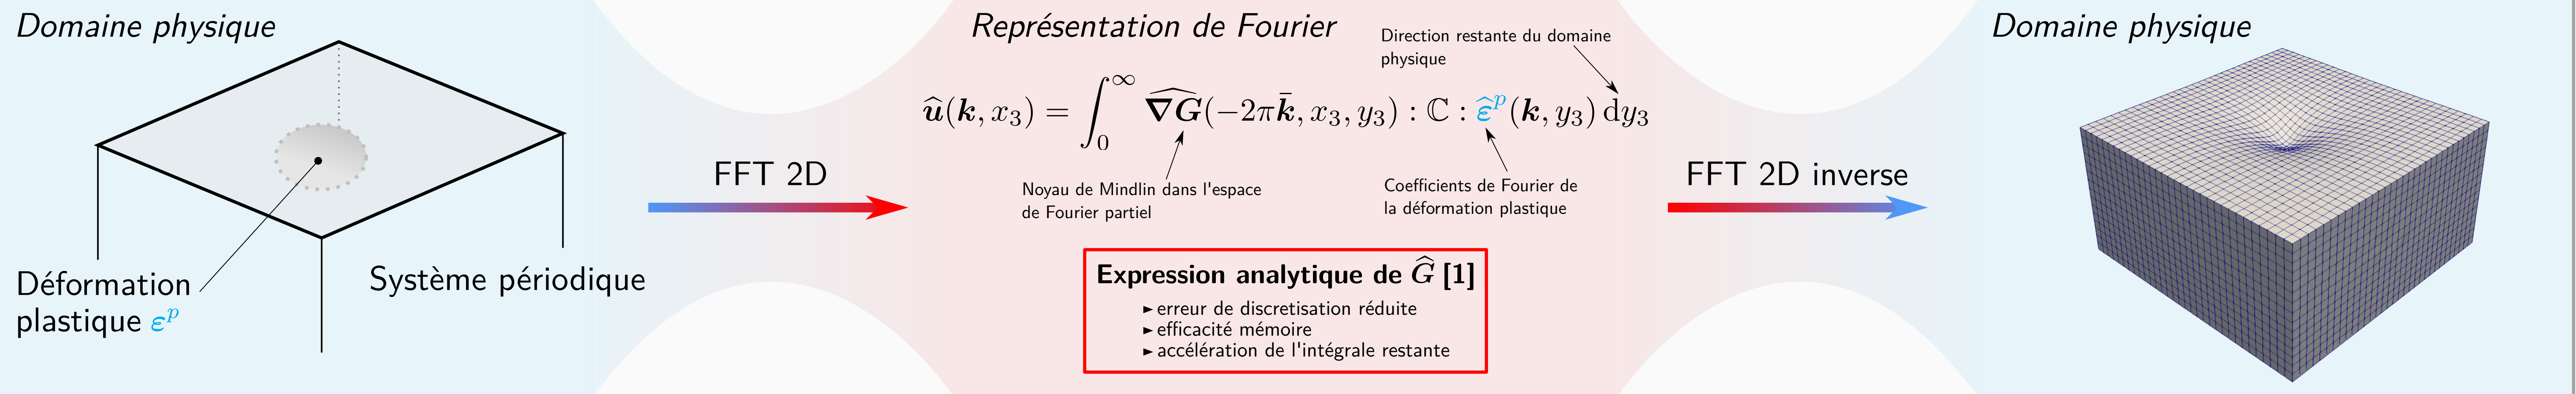 Domaine physique
Déformation
plastique εᵖ
Système périodique
FFT 2D
Représentation de Fourier
Direction restante du domaine
physique
û(k, x₃) = ∫₀^∞ \widehat{∇G}(−2πk̄, x₃, y₃) : ℂ : ε̂ᵖ(k, y₃) dy₃
Noyau de Mindlin dans l'espace
de Fourier partiel
Coefficients de Fourier de
la déformation plastique
Expression analytique de Ĝ [1]
► erreur de discretisation réduite
► efficacité mémoire
► accélération de l'intégrale restante
FFT 2D inverse
Domaine physique